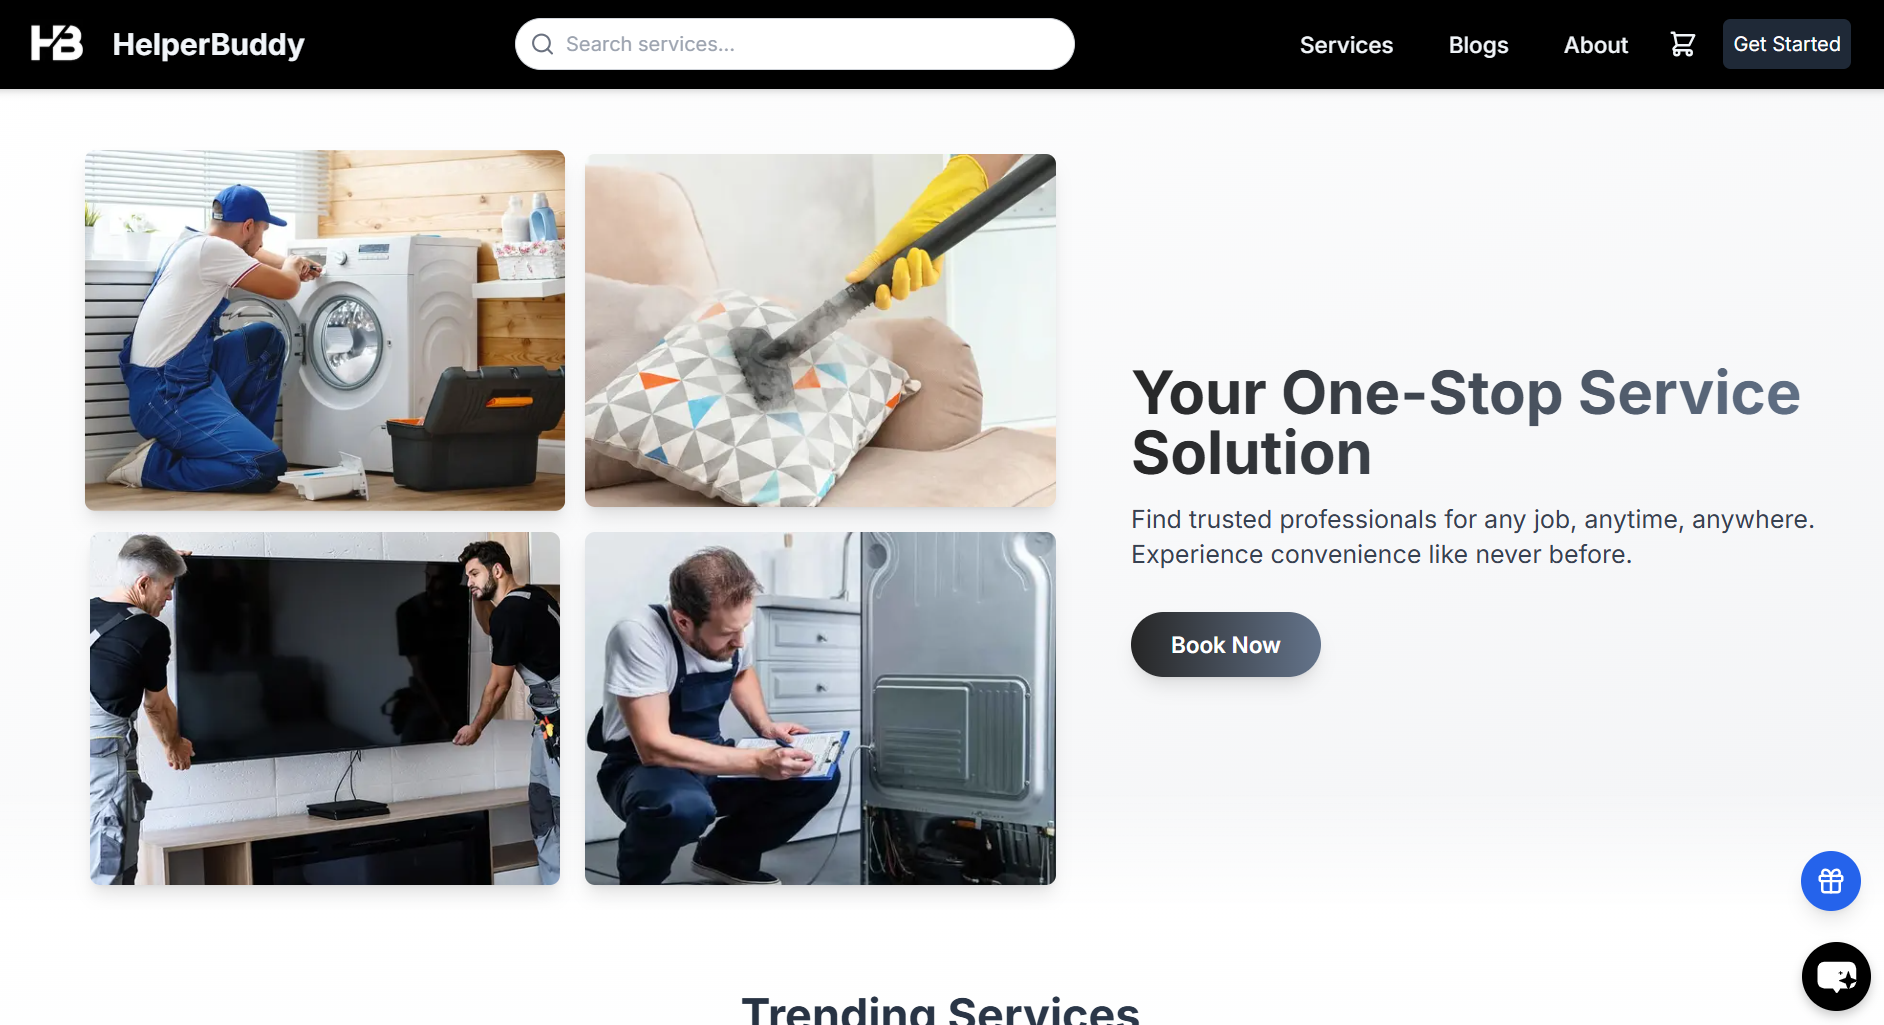 HB HelperBuddy
Search services...
Services
Blogs
About
Get Started
Your One-Stop Service
Solution
Find trusted professionals for any job, anytime, anywhere.
Experience convenience like never before.
Book Now
Trending Services